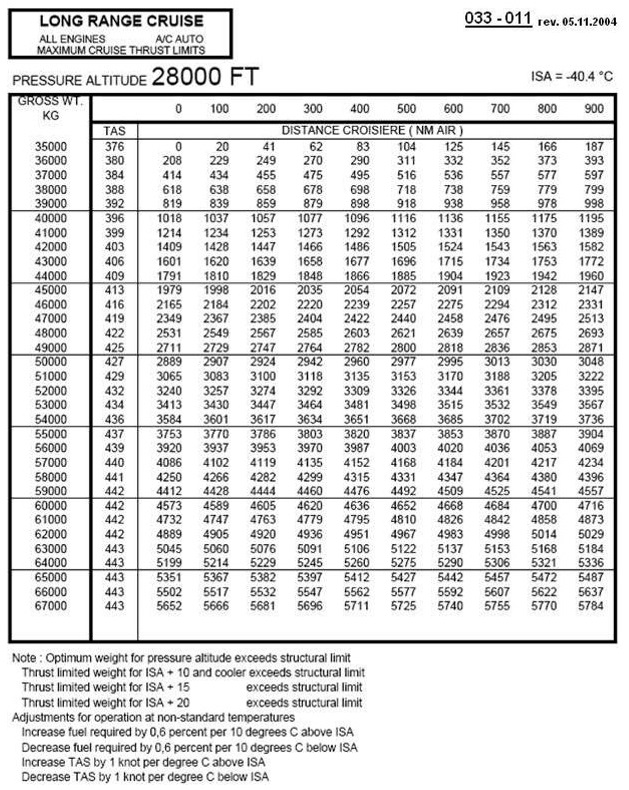 LONG RANGE CRUISE
ALL ENGINES A/C AUTO
MAXIMUM CRUISE THRUST LIMITS
033 - 011 rev. 05.11.2004
PRESSURE ALTITUDE 28000 FT
ISA = -40.4 °C
GROSS WT. KG 0 100 200 300 400 500 600 700 800 900
TAS DISTANCE CROISIERE ( NM AIR )
35000 376 0 20 41 62 83 104 125 145 166 187
36000 380 208 229 249 270 290 311 332 352 373 393
37000 384 414 434 455 475 495 516 536 557 577 597
38000 388 618 638 658 678 698 718 738 759 779 799
39000 392 819 839 859 879 898 918 938 958 978 998
40000 396 1018 1037 1057 1077 1096 1116 1136 1155 1175 1195
41000 399 1214 1234 1253 1273 1292 1312 1331 1350 1370 1389
42000 403 1409 1428 1447 1466 1486 1505 1524 1543 1563 1582
43000 406 1601 1620 1639 1658 1677 1696 1715 1734 1753 1772
44000 409 1791 1810 1829 1848 1866 1885 1904 1923 1942 1960
45000 413 1979 1998 2016 2035 2054 2072 2091 2109 2128 2147
46000 416 2165 2184 2202 2220 2239 2257 2275 2294 2312 2331
47000 419 2349 2367 2385 2404 2422 2440 2458 2476 2495 2513
48000 422 2531 2549 2567 2585 2603 2621 2639 2657 2675 2693
49000 425 2711 2729 2747 2764 2782 2800 2818 2836 2853 2871
50000 427 2889 2907 2924 2942 2960 2977 2995 3013 3030 3048
51000 429 3065 3083 3100 3118 3135 3153 3170 3188 3205 3222
52000 432 3240 3257 3274 3292 3309 3326 3344 3361 3378 3395
53000 434 3413 3430 3447 3464 3481 3498 3515 3532 3549 3567
54000 436 3584 3601 3617 3634 3651 3668 3685 3702 3719 3736
55000 437 3753 3770 3786 3803 3820 3837 3853 3870 3887 3904
56000 439 3920 3937 3953 3970 3987 4003 4020 4036 4053 4069
57000 440 4086 4102 4119 4135 4152 4168 4184 4201 4217 4234
58000 441 4250 4266 4282 4299 4315 4331 4347 4364 4380 4396
59000 442 4412 4428 4444 4460 4476 4492 4509 4525 4541 4557
60000 442 4573 4589 4605 4620 4636 4652 4668 4684 4700 4716
61000 442 4732 4747 4763 4779 4795 4810 4826 4842 4858 4873
62000 442 4889 4905 4920 4936 4951 4967 4983 4998 5014 5029
63000 443 5045 5060 5076 5091 5106 5122 5137 5153 5168 5184
64000 443 5199 5214 5229 5245 5260 5275 5290 5306 5321 5336
65000 443 5351 5367 5382 5397 5412 5427 5442 5457 5472 5487
66000 443 5502 5517 5532 5547 5562 5577 5592 5607 5622 5637
67000 443 5652 5666 5681 5696 5711 5725 5740 5755 5770 5784
Note : Optimum weight for pressure altitude exceeds structural limit
Thrust limited weight for ISA + 10 and cooler exceeds structural limit
Thrust limited weight for ISA + 15 exceeds structural limit
Thrust limited weight for ISA + 20 exceeds structural limit
Adjustments for operation at non-standard temperatures
Increase fuel required by 0,6 percent per 10 degrees C above ISA
Decrease fuel required by 0,6 percent per 10 degrees C below ISA
Increase TAS by 1 knot per degree C above ISA
Decrease TAS by 1 knot per degree C below ISA